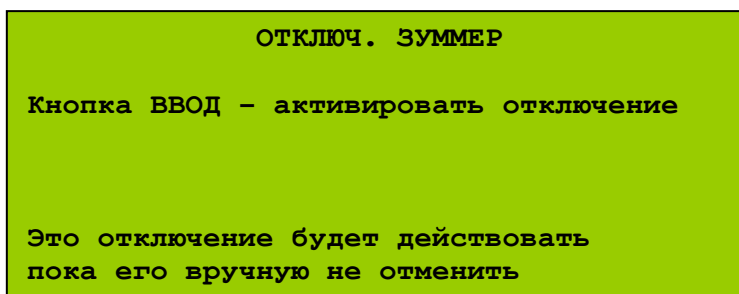 ОТКЛЮЧ. ЗУММЕР
Кнопка ВВОД – активировать отключение
Это отключение будет действовать
пока его вручную не отменить